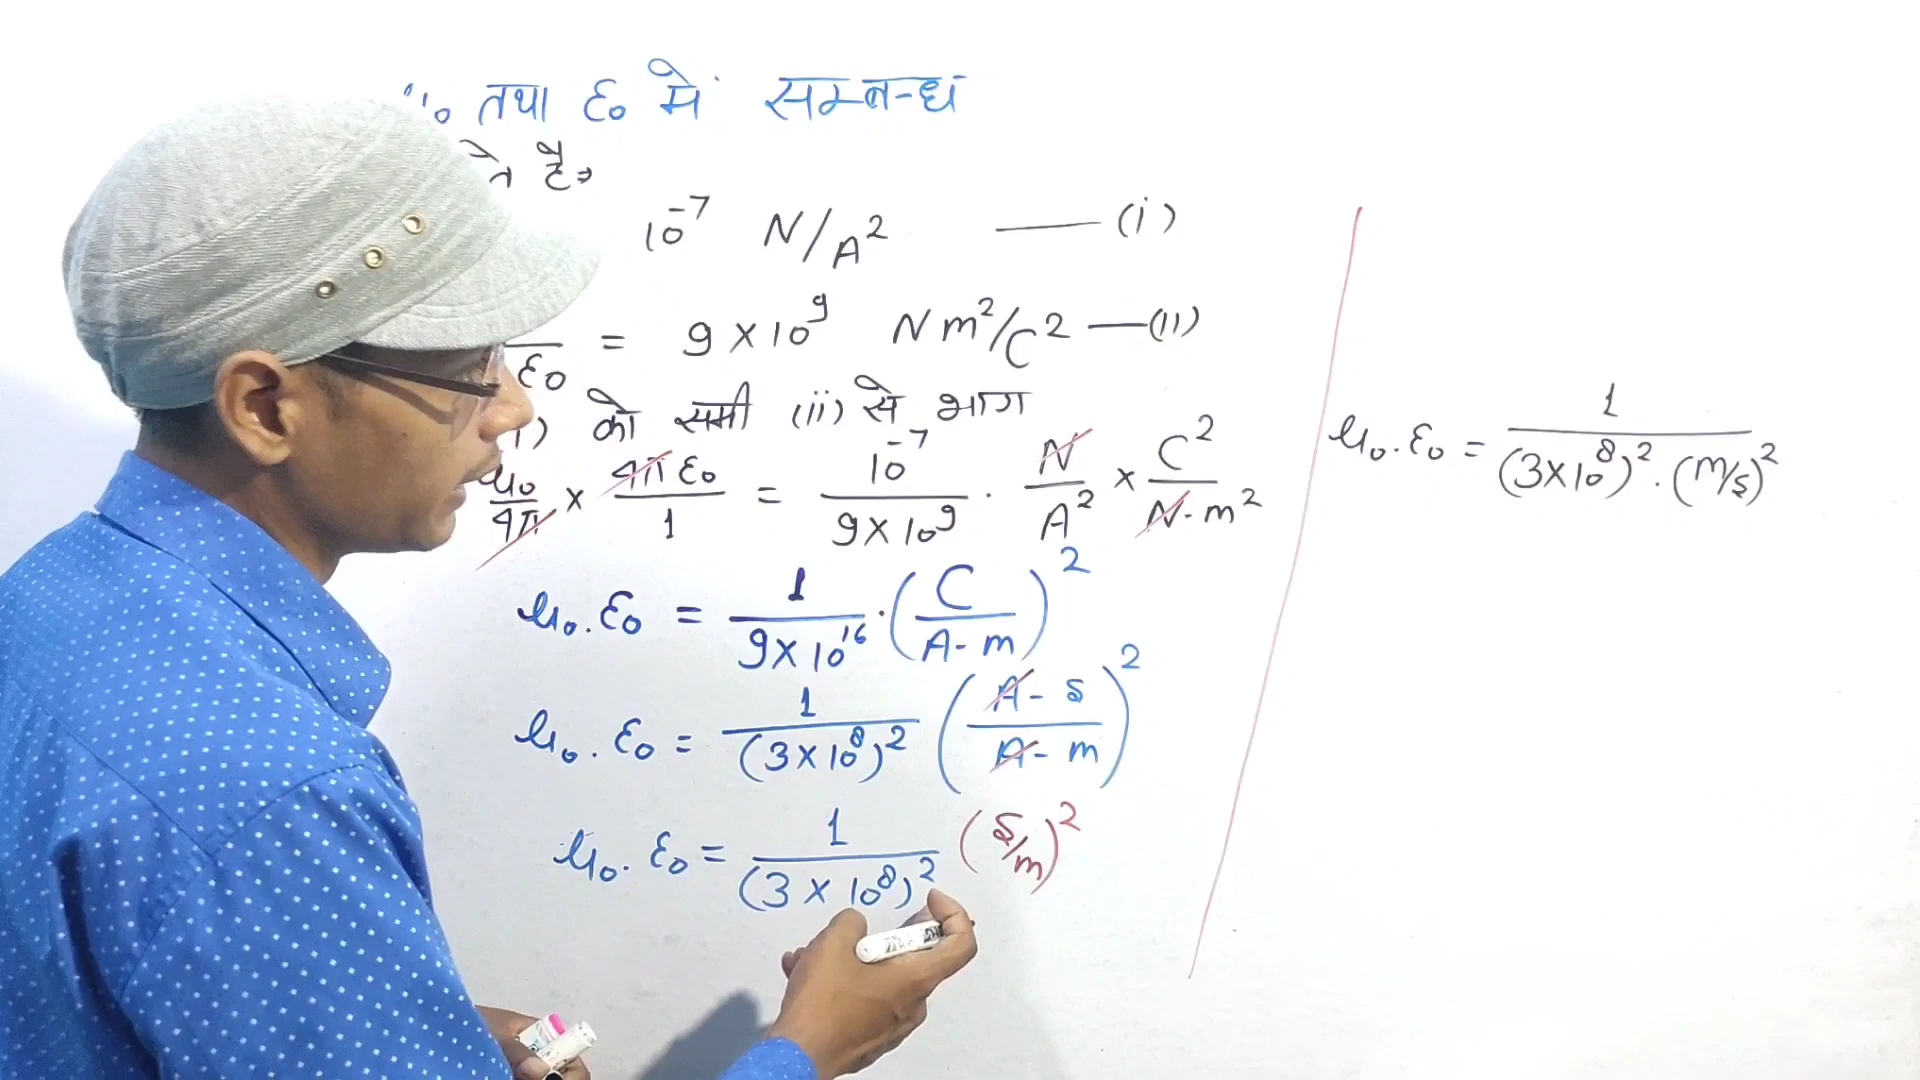 μ₀ तथा ε₀ में सम्बन्ध
ते है⇒
10⁻⁷ N/A² —— (i)
ε₀ = 9×10⁹ Nm²/C² —(ii)
को समी (ii) से भाग
μ₀/4π × 4πε₀/1 = 10⁻⁷/9×10⁹ · N/A² × C²/N-m²
μ₀.ε₀ = 1/9×10¹⁶ · (C/A-m)²
μ₀.ε₀ = 1/(3×10⁸)² (A-s/A-m)²
μ₀.ε₀ = 1/(3×10⁸)² (s/m)²
μ₀.ε₀ = 1/(3×10⁸)².(m/s)²